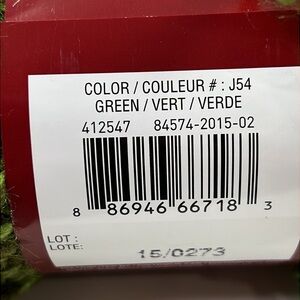 COLOR / COULEUR # : J54
GREEN / VERT / VERDE
412547 84574-2015-02
8 86946 66718 3
LOT :
LOTE:
15/0273